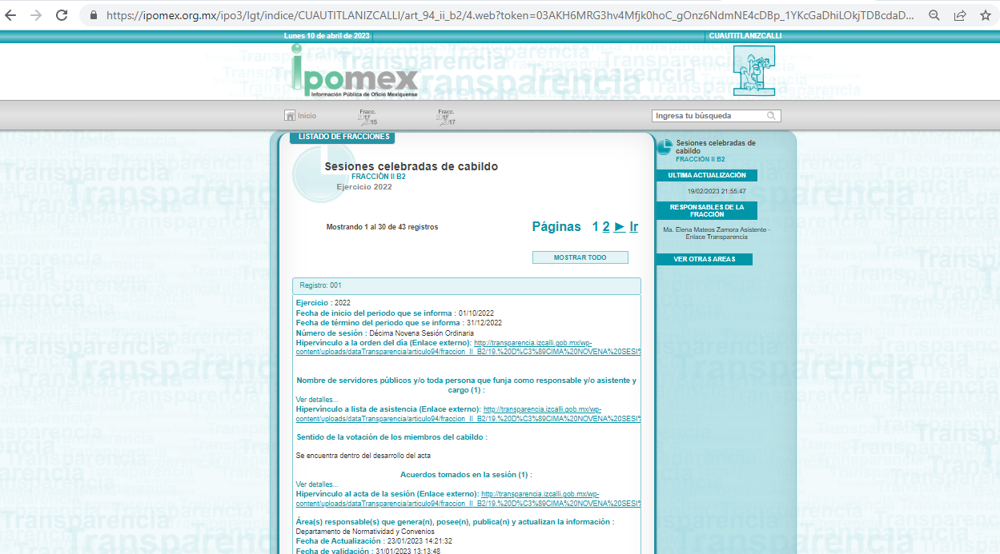 https://ipomex.org.mx/ipo3/lgt/indice/CUAUTITLANIZCALLI/art_94_ii_b2/4.web?token=03AKH6MRG3hv4Mfjk0hoC_gOnz6NdmNE4cDBp_1YKcGaDhiLOkjTDBcdaD...
Lunes 10 de abril de 2023
CUAUTITLANIZCALLI
ipomex
Información Pública de Oficio Mexiquense
Inicio
Fracc.
15
Fracc.
17
Ingresa tu búsqueda
LISTADO DE FRACCIONES
Sesiones celebradas de cabildo
FRACCIÓN II B2
Ejercicio 2022
Mostrando 1 al 30 de 43 registros
Páginas 1 2 ► Ir
MOSTRAR TODO
Registro: 001
Ejercicio : 2022
Fecha de inicio del periodo que se informa : 01/10/2022
Fecha de término del periodo que se informa : 31/12/2022
Número de sesión : Décima Novena Sesión Ordinaria
Hipervínculo a la orden del día (Enlace externo): http://transparencia.izcalli.gob.mx/wp-
content/uploads/dataTransparencia/articulo94/fraccion_II_B2/19.%20D%C3%89CIMA%20NOVENA%20SESI%
Nombre de servidores públicos y/o toda persona que funja como responsable y/o asistente y
cargo (1) :
Ver detalles...
Hipervínculo a lista de asistencia (Enlace externo): http://transparencia.izcalli.gob.mx/wp-
content/uploads/dataTransparencia/articulo94/fraccion_II_B2/19.%20D%C3%89CIMA%20NOVENA%20SESI%
Sentido de la votación de los miembros del cabildo :
Se encuentra dentro del desarrollo del acta
Acuerdos tomados en la sesión (1) :
Ver detalles...
Hipervínculo al acta de la sesión (Enlace externo): http://transparencia.izcalli.gob.mx/wp-
content/uploads/dataTransparencia/articulo94/fraccion_II_B2/19.%20D%C3%89CIMA%20NOVENA%20SESI%
Área(s) responsable(s) que genera(n), posee(n), publica(n) y actualizan la información :
Departamento de Normatividad y Convenios
Fecha de Actualización : 23/01/2023 14:21:32
Fecha de validación : 31/01/2023 13:13:48
Sesiones celebradas de
cabildo
FRACCIÓN II B2
ULTIMA ACTUALIZACIÓN
19/02/2023 21:55:47
RESPONSABLES DE LA
FRACCIÓN
Ma. Elena Mateos Zamora Asistente -
Enlace Transparencia
VER OTRAS AREAS